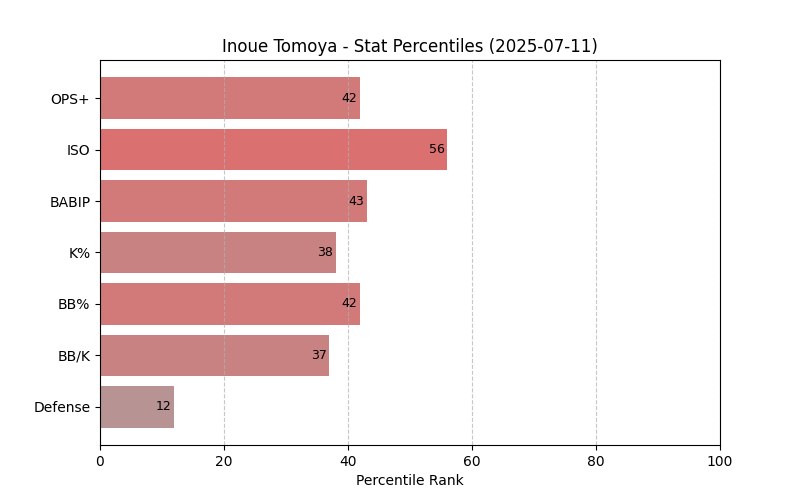 Inoue Tomoya - Stat Percentiles (2025-07-11)
OPS+ 42
ISO 56
BABIP 43
K% 38
BB% 42
BB/K 37
Defense 12
0 20 40 60 80 100
Percentile Rank